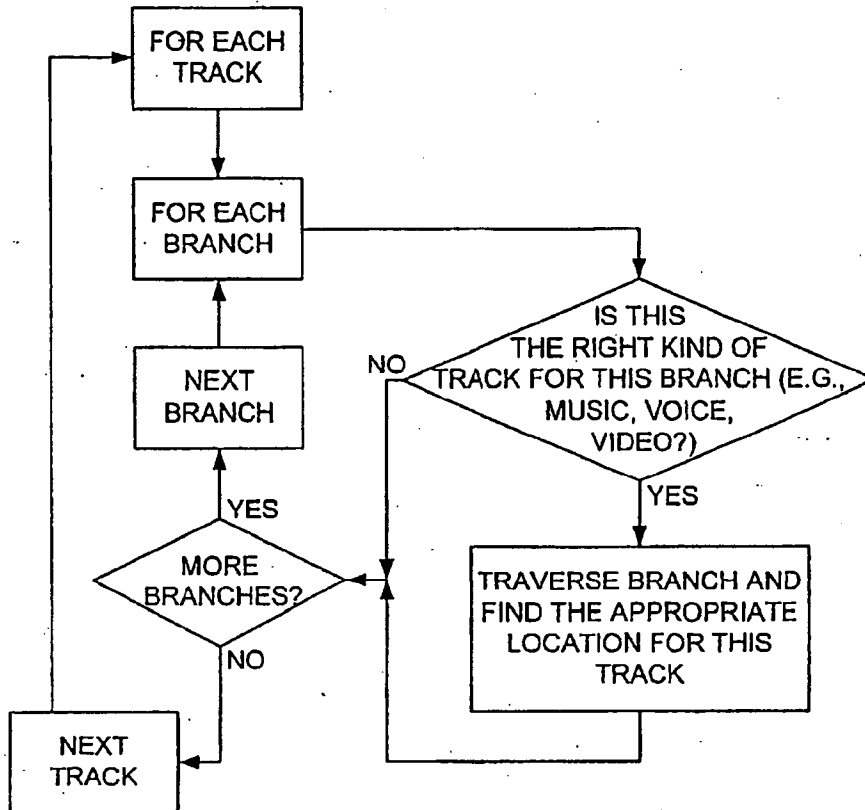 FOR EACH
TRACK
FOR EACH
BRANCH
IS THIS
THE RIGHT KIND OF
TRACK FOR THIS BRANCH (E.G.,
MUSIC, VOICE,
VIDEO?)
NO
YES
NEXT
BRANCH
YES
MORE
BRANCHES?
NO
TRAVERSE BRANCH AND
FIND THE APPROPRIATE
LOCATION FOR THIS
TRACK
NEXT
TRACK